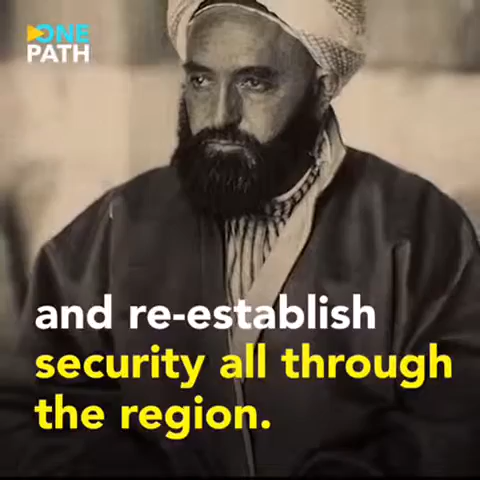 ONE
PATH
and re-establish
security all through
the region.